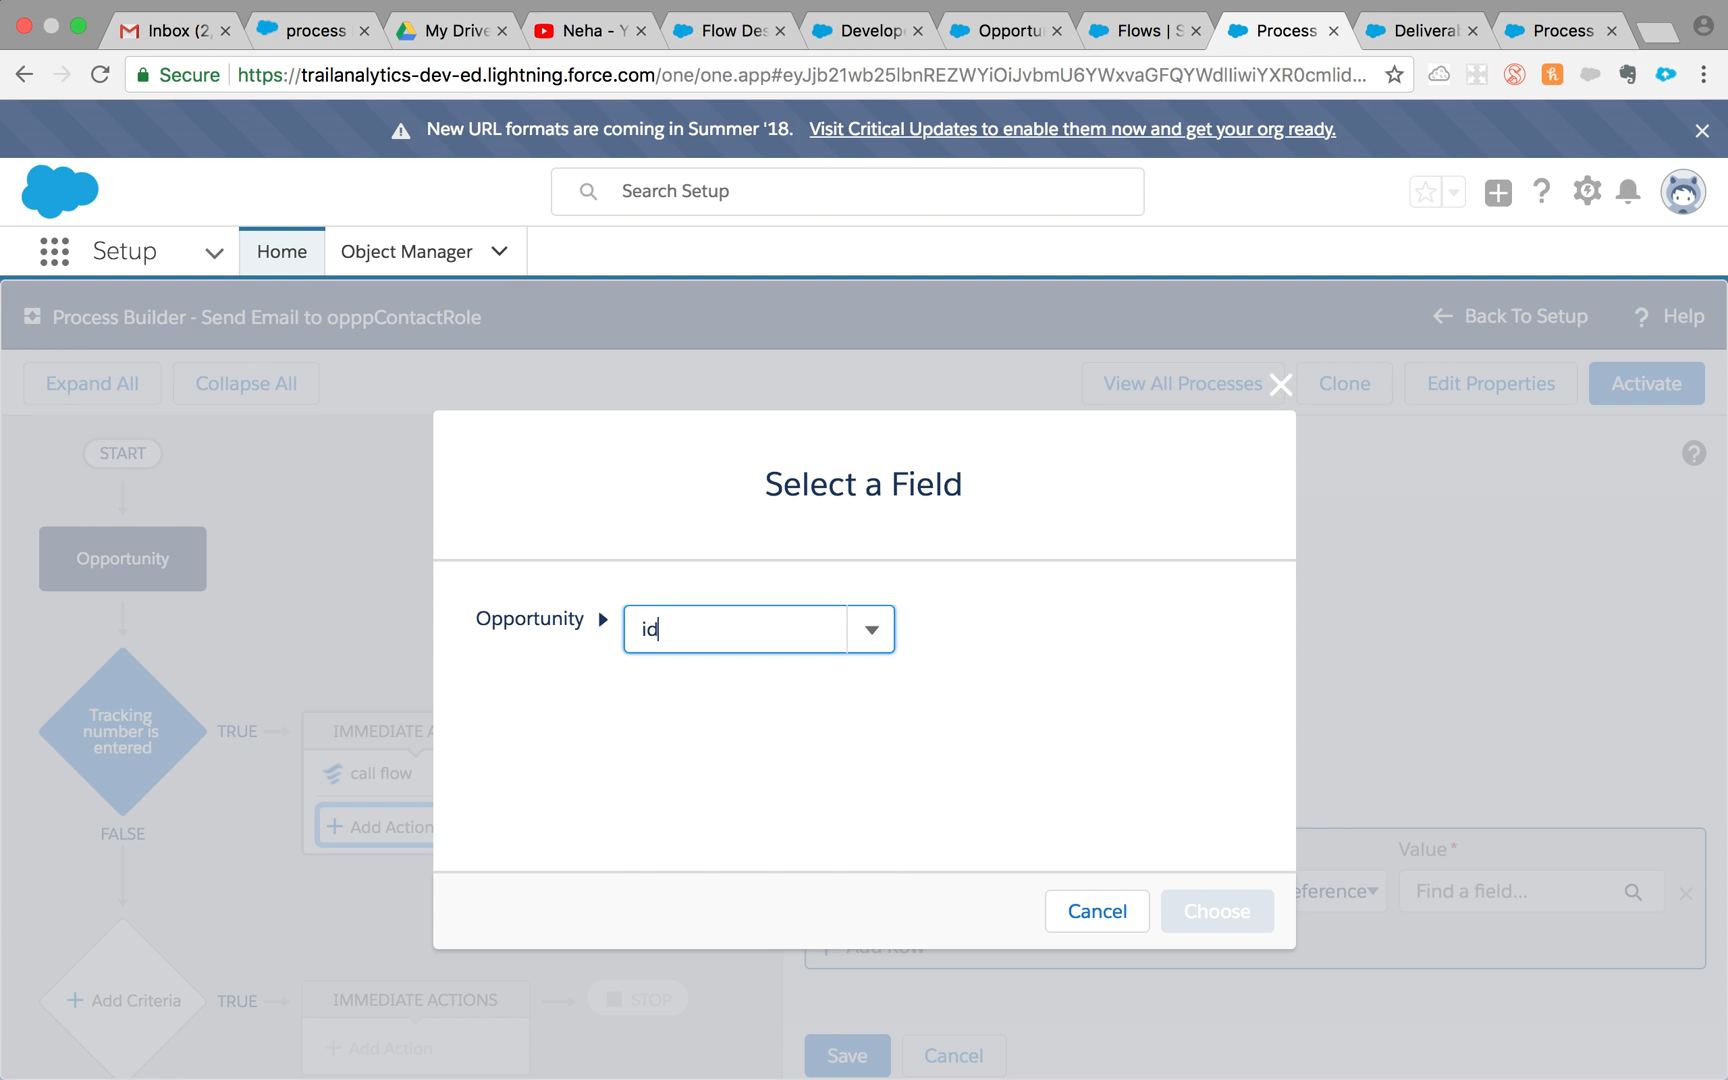 Inbox (2,
process
My Drive
Neha - Y
Flow Des
Develop
Opportu
Flows | S
Process
Deliveral
Process
Secure
https://trailanalytics-dev-ed.lightning.force.com/one/one.app#eyJjb21wb25lbnREZWYiOiJvbmU6YWxvaGFQYWdlIiwiYXR0cmlid...
New URL formats are coming in Summer '18. Visit Critical Updates to enable them now and get your org ready.
Search Setup
Setup
Home
Object Manager
Process Builder - Send Email to opppContactRole
Back To Setup
? Help
Expand All
Collapse All
View All Processes
Clone
Edit Properties
Activate
START
Select a Field
Opportunity
Opportunity
id
Tracking
number is
entered
TRUE
IMMEDIATE A
call flow
+ Add Action
FALSE
Value*
eference
Find a field...
Cancel
Choose
+ Add Row
+ Add Criteria
TRUE
IMMEDIATE ACTIONS
STOP
+ Add Action
Save
Cancel